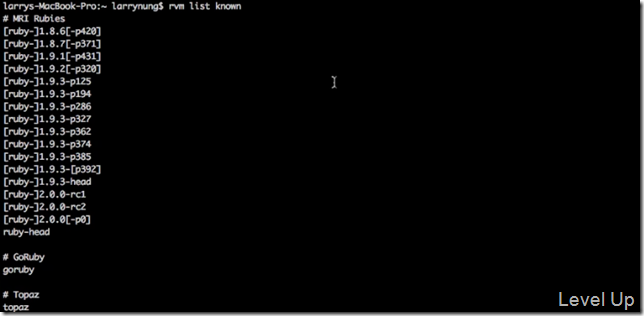 larrys-MacBook-Pro:~ larrynung$ rvm list known
# MRI Rubies
[ruby-]1.8.6[-p420]
[ruby-]1.8.7[-p371]
[ruby-]1.9.1[-p431]
[ruby-]1.9.2[-p320]
[ruby-]1.9.3-p125
[ruby-]1.9.3-p194
[ruby-]1.9.3-p286
[ruby-]1.9.3-p327
[ruby-]1.9.3-p362
[ruby-]1.9.3-p374
[ruby-]1.9.3-p385
[ruby-]1.9.3-[p392]
[ruby-]1.9.3-head
[ruby-]2.0.0-rc1
[ruby-]2.0.0-rc2
[ruby-]2.0.0[-p0]
ruby-head
# GoRuby
goruby
# Topaz
topaz
Level Up